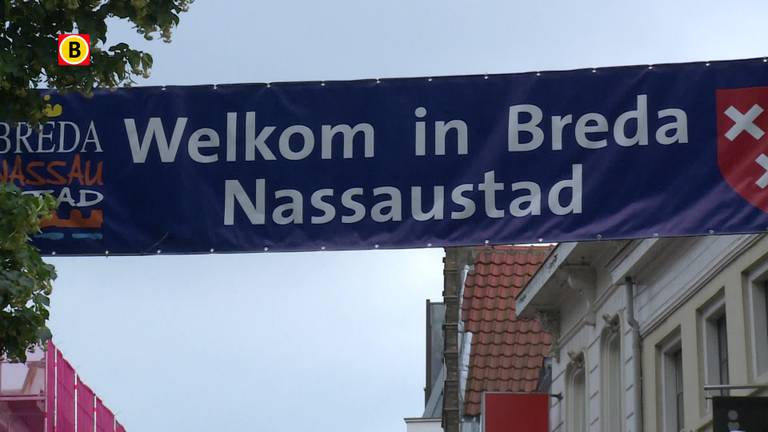 B
BREDA
NASSAU
STAD
Welkom in Breda
Nassaustad